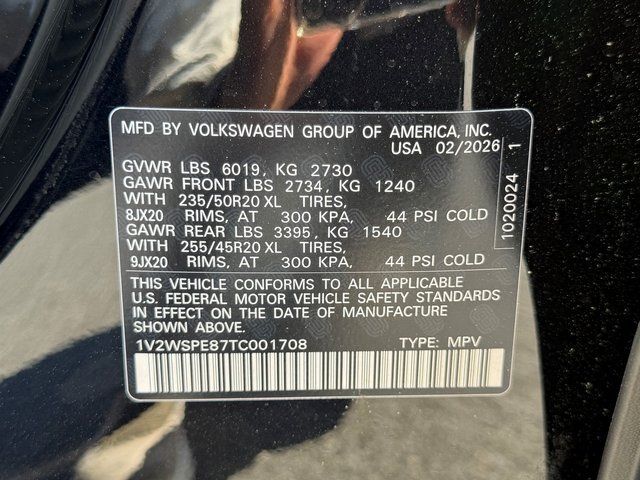 MFD BY VOLKSWAGEN GROUP OF AMERICA, INC.
USA 02/2026
GVWR LBS 6019, KG 2730
GAWR FRONT LBS 2734, KG 1240
WITH 235/50R20 XL TIRES,
8JX20 RIMS, AT 300 KPA, 44 PSI COLD
GAWR REAR LBS 3395, KG 1540
WITH 255/45R20 XL TIRES,
9JX20 RIMS, AT 300 KPA, 44 PSI COLD
THIS VEHICLE CONFORMS TO ALL APPLICABLE
U.S. FEDERAL MOTOR VEHICLE SAFETY STANDARDS
IN EFFECT ON THE DATE OF MANUFACTURE
SHOWN ABOVE.
1V2WSPE87TC001708 TYPE: MPV
1020024 1